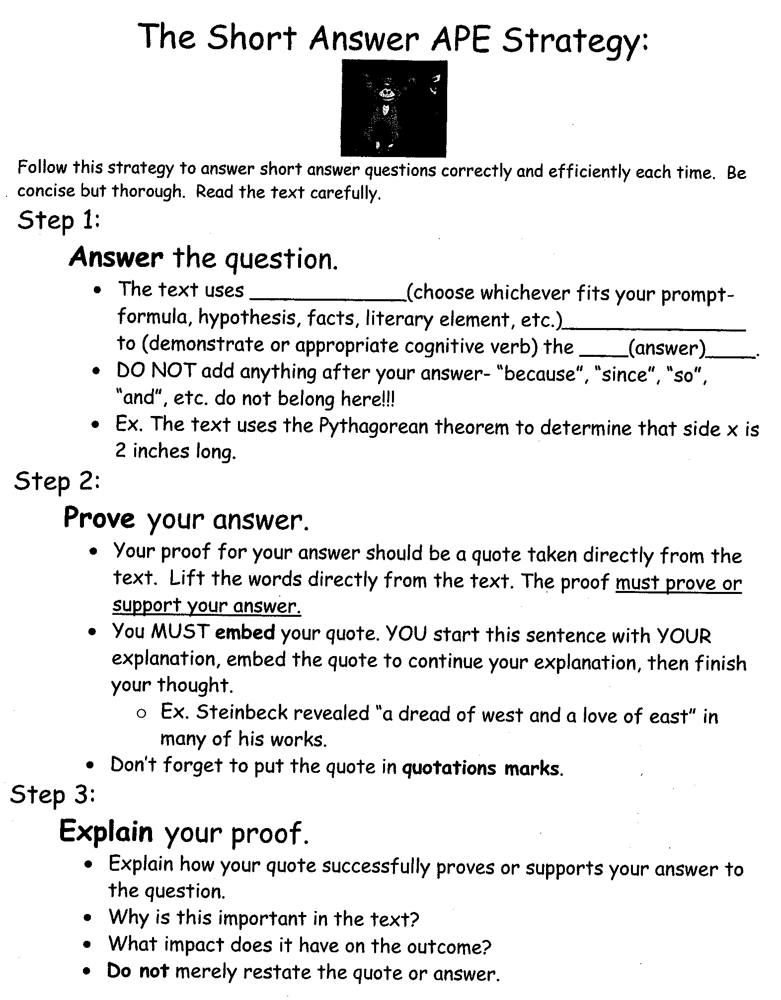 The Short Answer APE Strategy:
Follow this strategy to answer short answer questions correctly and efficiently each time. Be
concise but thorough. Read the text carefully.
Step 1:
Answer the question.
• The text uses ______________(choose whichever fits your prompt-
formula, hypothesis, facts, literary element, etc.)________________
to (demonstrate or appropriate cognitive verb) the ____(answer)____.
• DO NOT add anything after your answer- "because", "since", "so",
"and", etc. do not belong here!!!
• Ex. The text uses the Pythagorean theorem to determine that side x is
2 inches long.
Step 2:
Prove your answer.
• Your proof for your answer should be a quote taken directly from the
text. Lift the words directly from the text. The proof must prove or
support your answer.
• You MUST embed your quote. YOU start this sentence with YOUR
explanation, embed the quote to continue your explanation, then finish
your thought.
o Ex. Steinbeck revealed "a dread of west and a love of east" in
many of his works.
• Don't forget to put the quote in quotations marks.
Step 3:
Explain your proof.
• Explain how your quote successfully proves or supports your answer to
the question.
• Why is this important in the text?
• What impact does it have on the outcome?
• Do not merely restate the quote or answer.